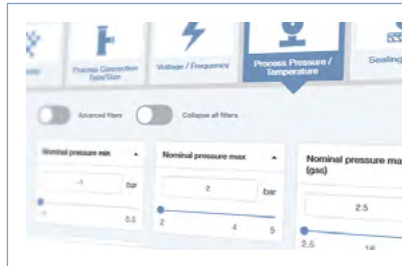 Process Connection
Type/Size
Voltage / Frequency
Process Pressure /
Temperature
Sealing
Advanced filters
Collapse all filters
Nominal pressure min
Nominal pressure max
Nominal pressure ma
(gas)
-1
bar
2
bar
2.5
-1
0.5
2
4
5
2.5
16